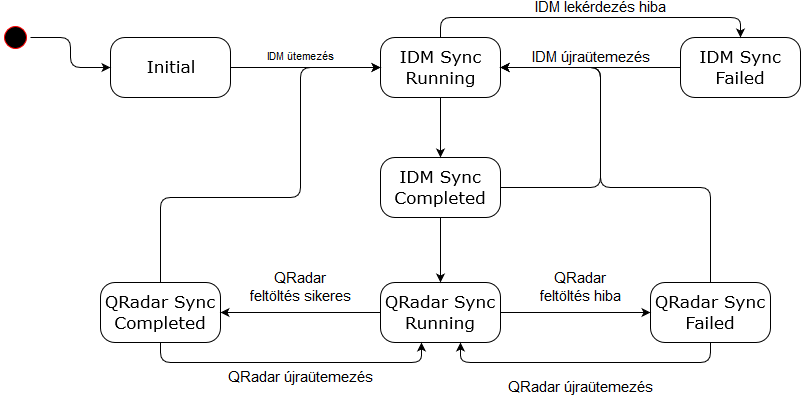 IDM lekérdezés hiba
Initial
IDM ütemezés
IDM Sync
Running
IDM újraütemezés
IDM Sync
Failed
IDM Sync
Completed
QRadar
feltöltés sikeres
QRadar
feltöltés hiba
QRadar Sync
Completed
QRadar Sync
Running
QRadar Sync
Failed
QRadar újraütemezés
QRadar újraütemezés